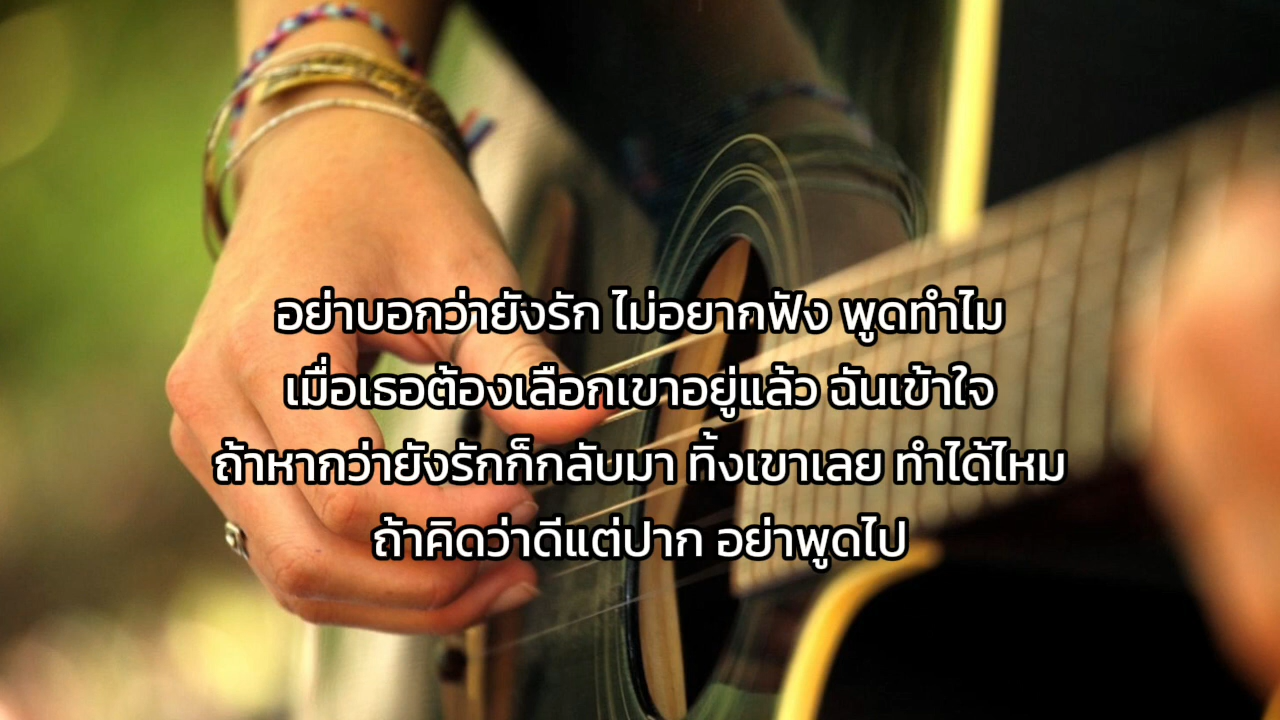 อย่าบอกว่ายังรัก ไม่อยากฟัง พูดทำไม
เมื่อเธอต้องเลือกเขาอยู่แล้ว ฉันเข้าใจ
ถ้าหากว่ายังรักก็กลับมา ทิ้งเขาเลย ทำได้ไหม
ถ้าคิดว่าดีแต่ปาก อย่าพูดไป